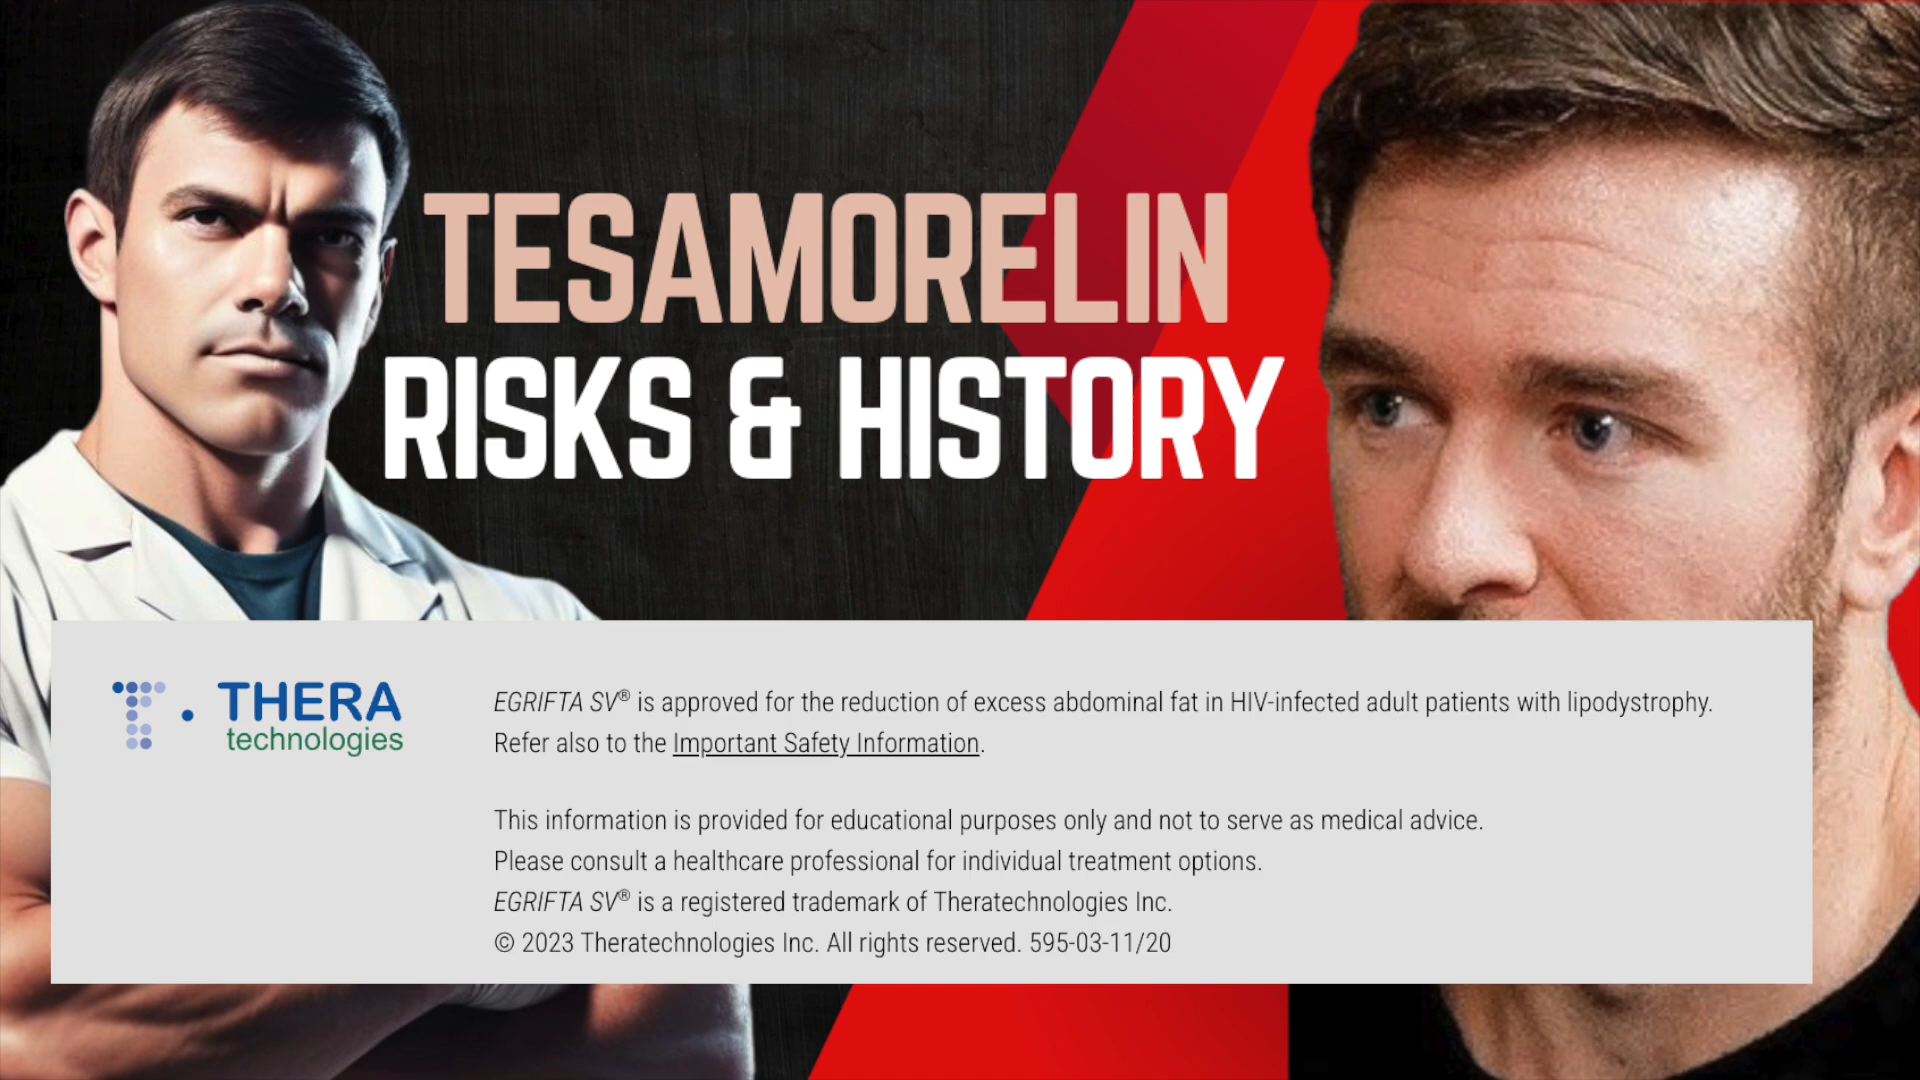 TESAMORELIN
RISKS & HISTORY
THERA
technologies
EGRIFTA SV® is approved for the reduction of excess abdominal fat in HIV-infected adult patients with lipodystrophy.
Refer also to the Important Safety Information.
This information is provided for educational purposes only and not to serve as medical advice.
Please consult a healthcare professional for individual treatment options.
EGRIFTA SV® is a registered trademark of Theratechnologies Inc.
© 2023 Theratechnologies Inc. All rights reserved. 595-03-11/20